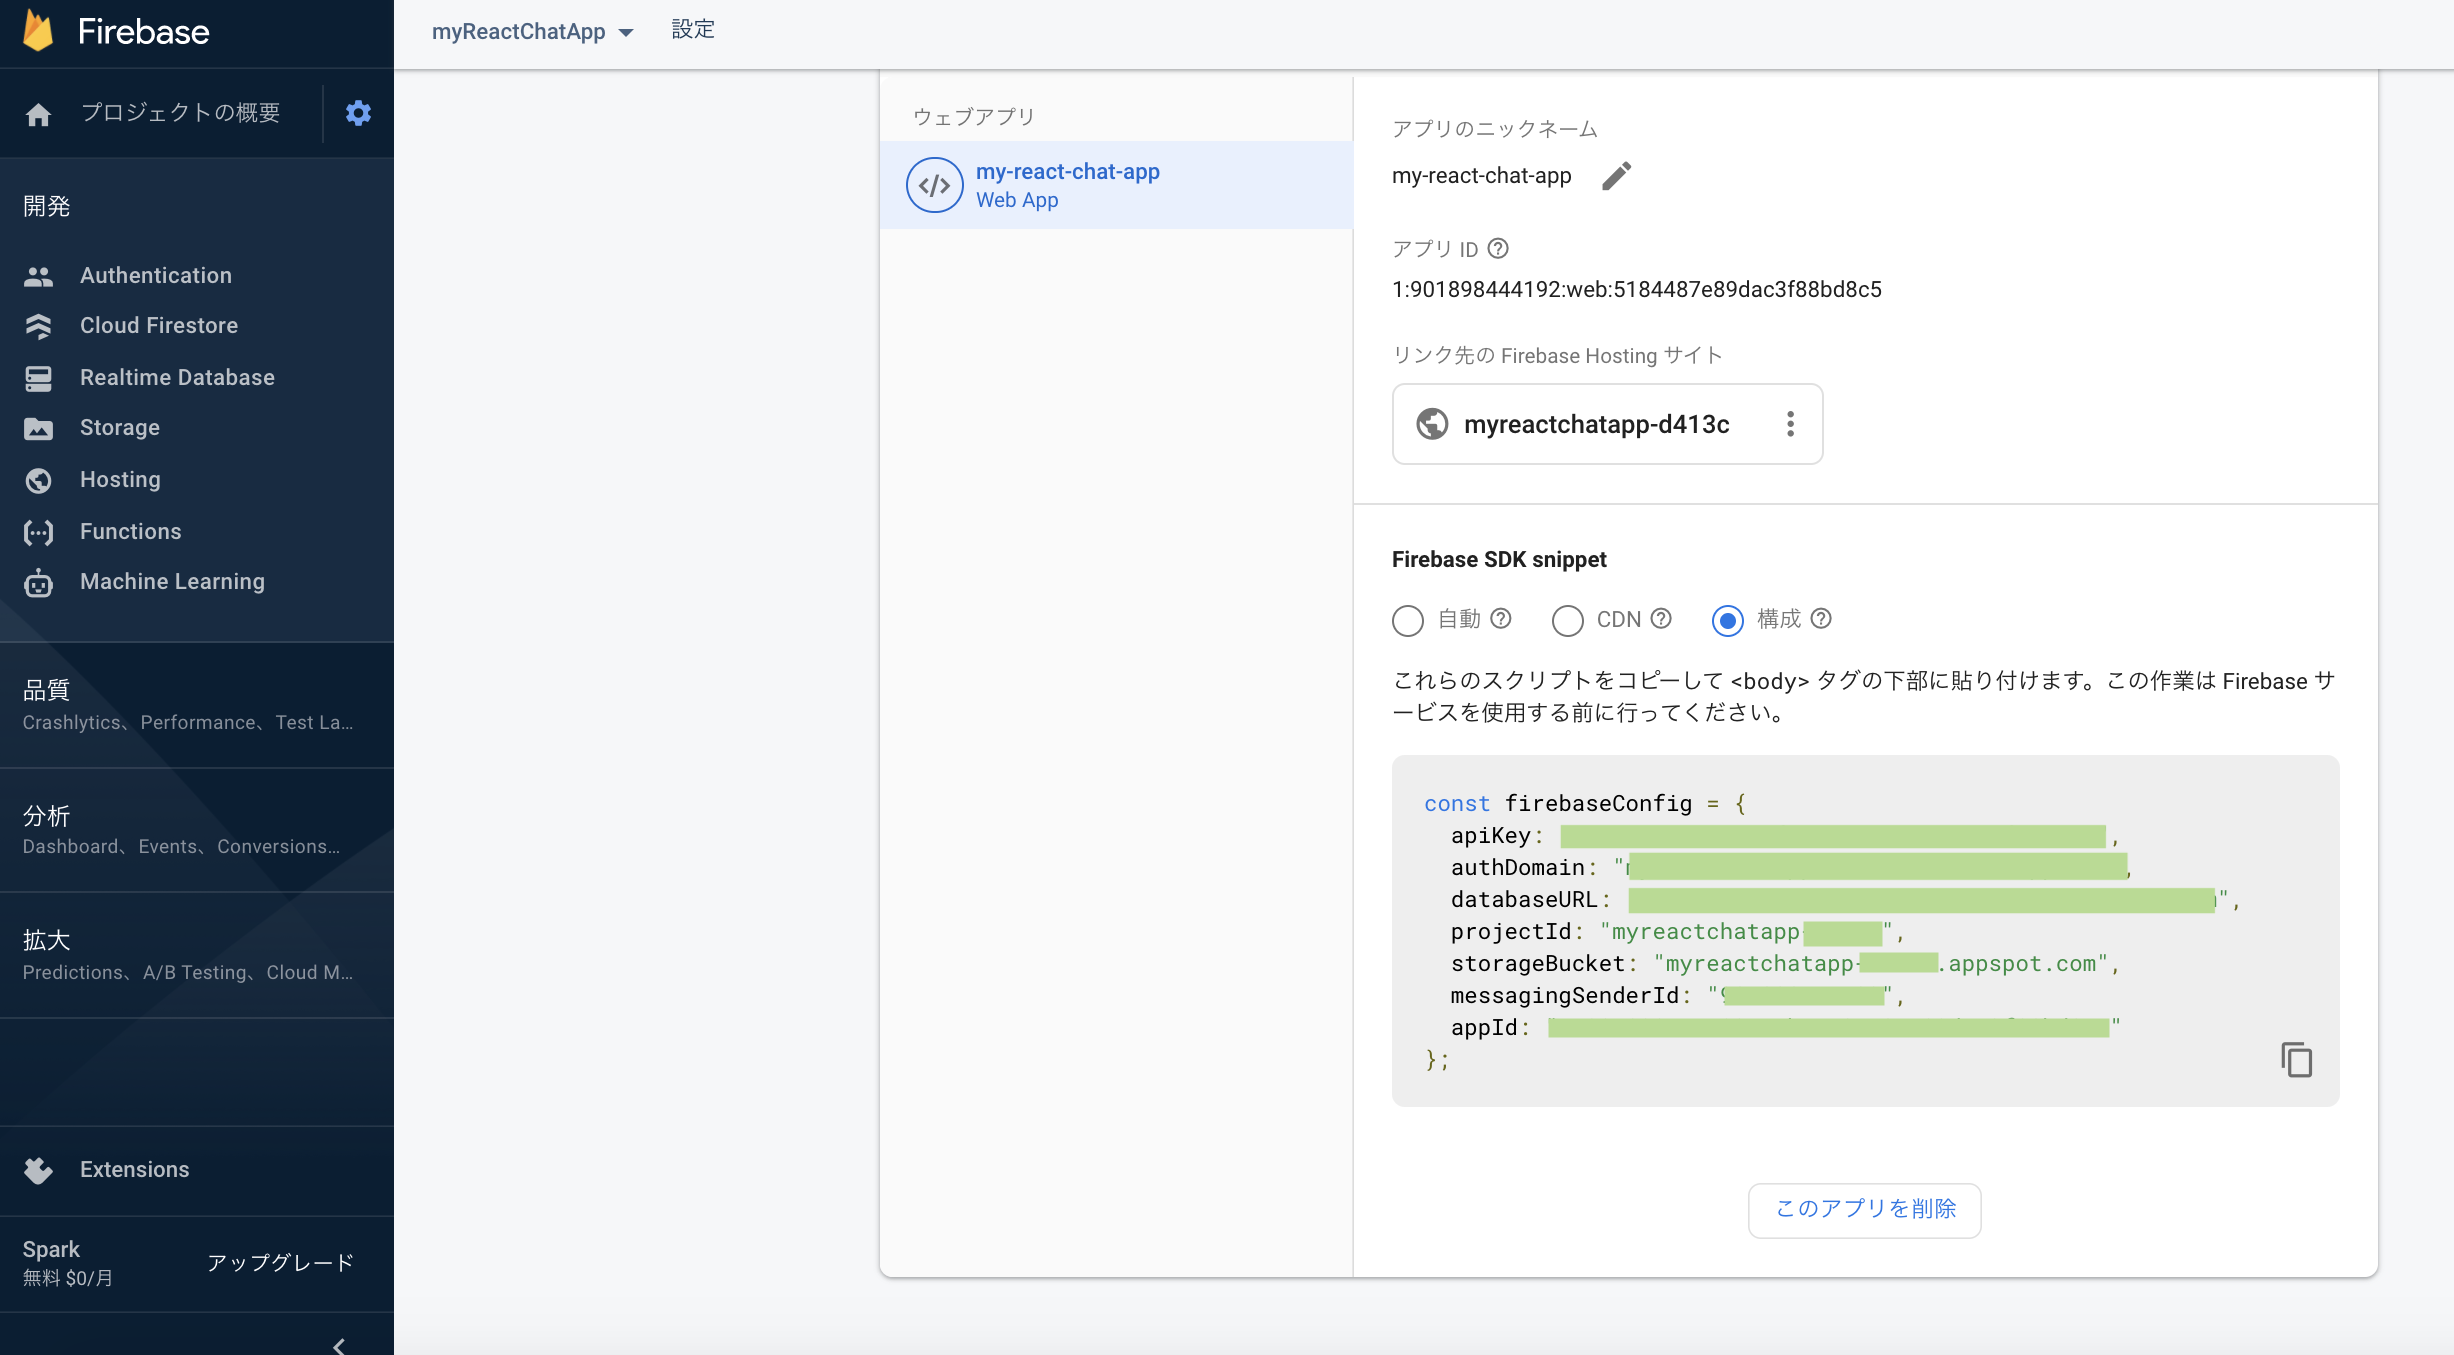 Firebase
myReactChatApp
設定
プロジェクトの概要
開発
Authentication
Cloud Firestore
Realtime Database
Storage
Hosting
Functions
Machine Learning
品質
Crashlytics、Performance、Test La...
分析
Dashboard、Events、Conversions...
拡大
Predictions、A/B Testing、Cloud M...
Extensions
Spark
無料 $0/月
アップグレード
ウェブアプリ
my-react-chat-app
Web App
アプリのニックネーム
my-react-chat-app
アプリ ID
1:901898444192:web:5184487e89dac3f88bd8c5
リンク先の Firebase Hosting サイト
myreactchatapp-d413c
Firebase SDK snippet
自動
CDN
構成
これらのスクリプトをコピーして <body> タグの下部に貼り付けます。この作業は Firebase サ
ービスを使用する前に行ってください。
const firebaseConfig = {
apiKey: ,
authDomain: " ,
databaseURL: ",
projectId: "myreactchatapp- ",
storageBucket: "myreactchatapp- .appspot.com",
messagingSenderId: " ",
appId: "
};
このアプリを削除